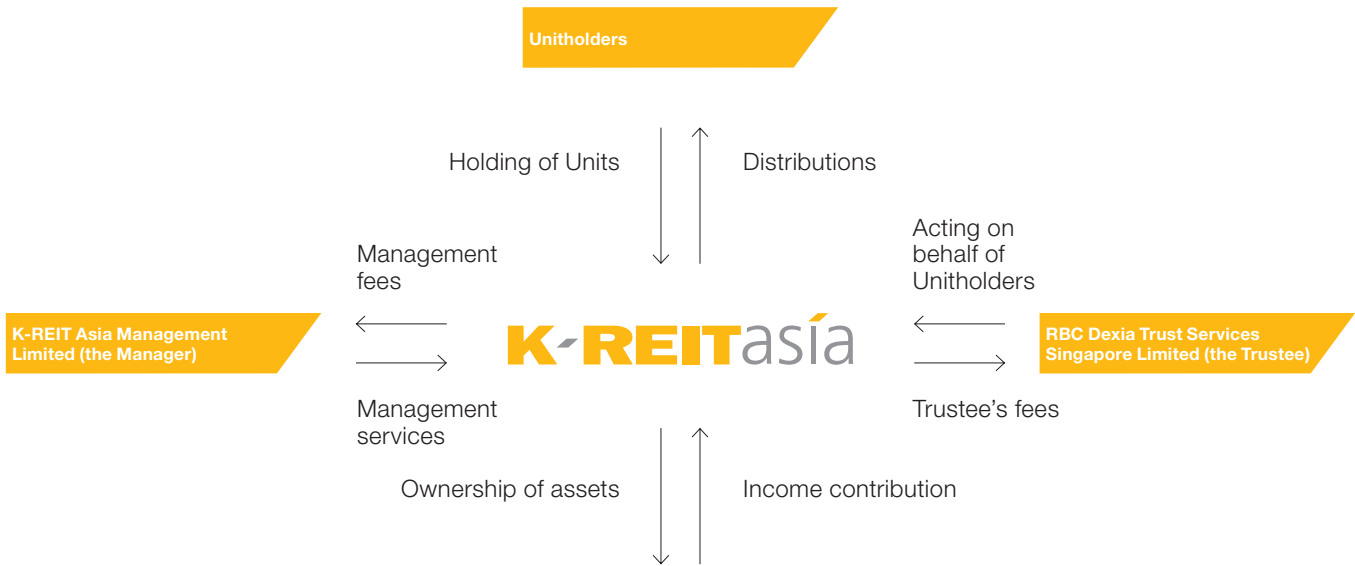 Unitholders
Holding of Units
Distributions
Management
fees
Acting on
behalf of
Unitholders
K-REIT Asia Management
Limited (the Manager)
K-REITasia
RBC Dexia Trust Services
Singapore Limited (the Trustee)
Management
services
Trustee’s fees
Ownership of assets
Income contribution